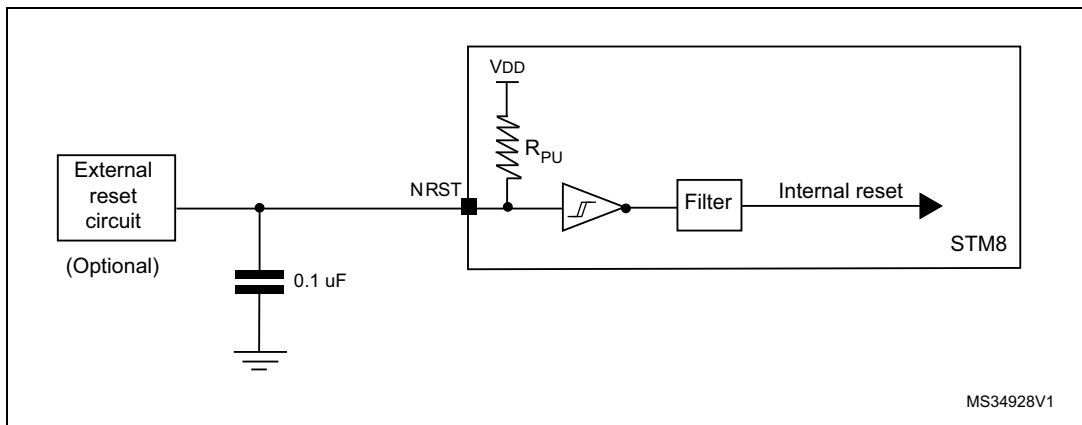 External
reset
circuit
(Optional)
0.1 uF
NRST
VDD
RPU
Filter
Internal reset
STM8
MS34928V1